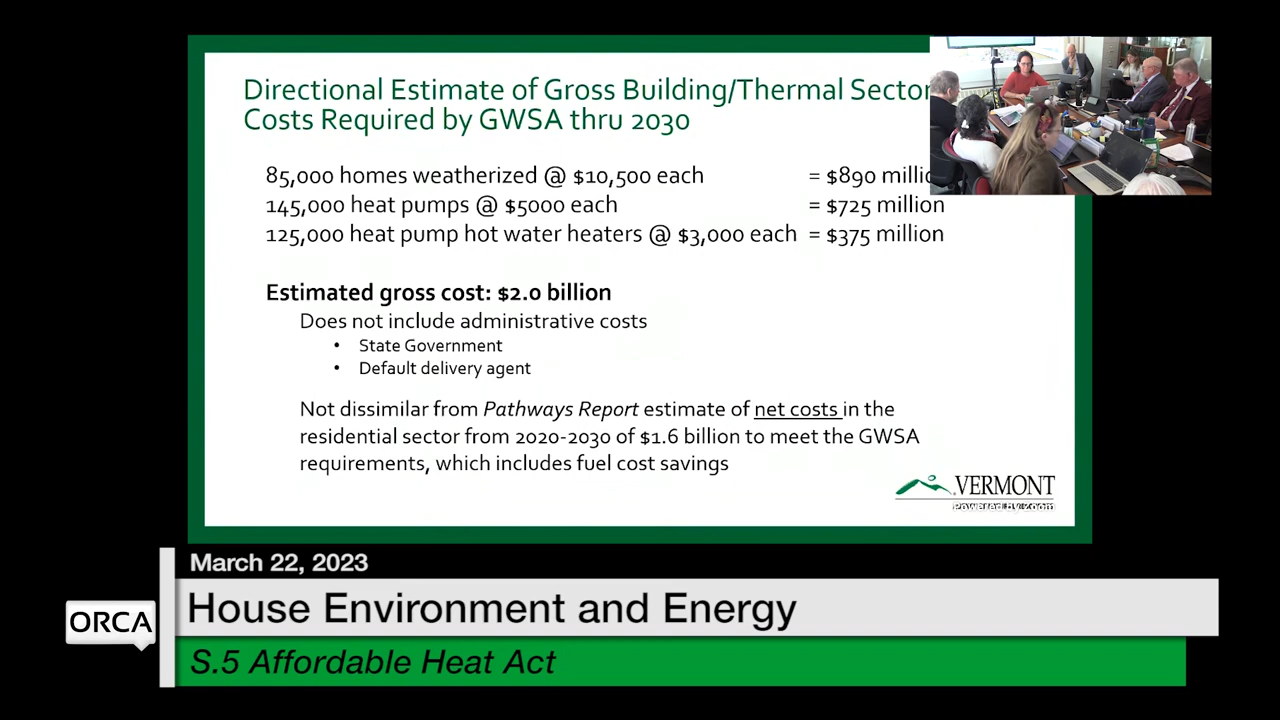 Directional Estimate of Gross Building/Thermal Sector
Costs Required by GWSA thru 2030
85,000 homes weatherized @ $10,500 each = $890
145,000 heat pumps @ $5000 each = $725 million
125,000 heat pump hot water heaters @ $3,000 each = $375 million
Estimated gross cost: $2.0 billion
Does not include administrative costs
• State Government
• Default delivery agent
Not dissimilar from Pathways Report estimate of net costs in the
residential sector from 2020-2030 of $1.6 billion to meet the GWSA
requirements, which includes fuel cost savings
VERMONT
Powered by Zoom
March 22, 2023
House Environment and Energy
ORCA
S.5 Affordable Heat Act